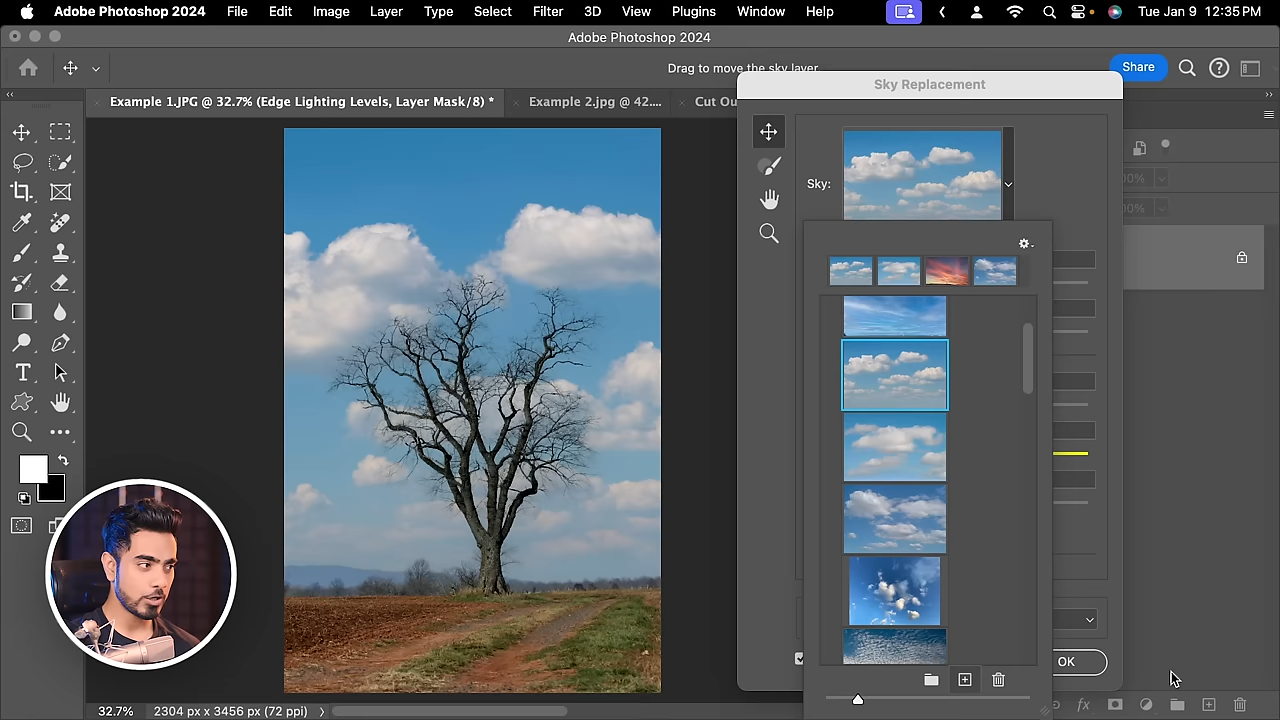 Adobe Photoshop 2024 File Edit Image Layer Type Select Filter 3D View Plugins Window Help Tue Jan 9 12:35 PM
Adobe Photoshop 2024
Drag to move the sky layer
Share
Example 1.JPG @ 32.7% (Edge Lighting Levels, Layer Mask/8) * Example 2.jpg @ 42.... Cut Ou
Sky Replacement
Sky:
OK
32.7% 2304 px x 3456 px (72 ppi)